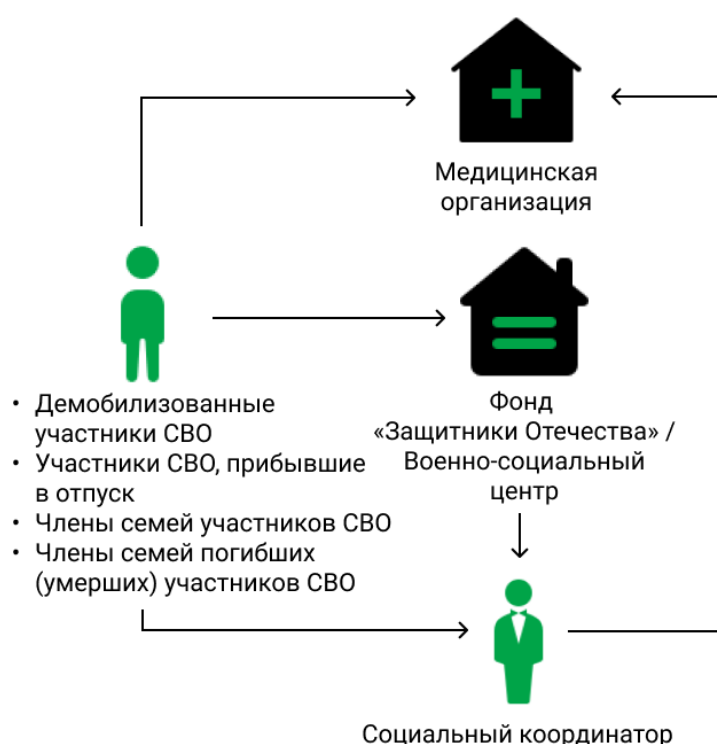 Медицинская
организация
• Демобилизованные
участники СВО
• Участники СВО, прибывшие
в отпуск
• Члены семей участников СВО
• Члены семей погибших
(умерших) участников СВО
Фонд
«Защитники Отечества» /
Военно-социальный
центр
Социальный координатор